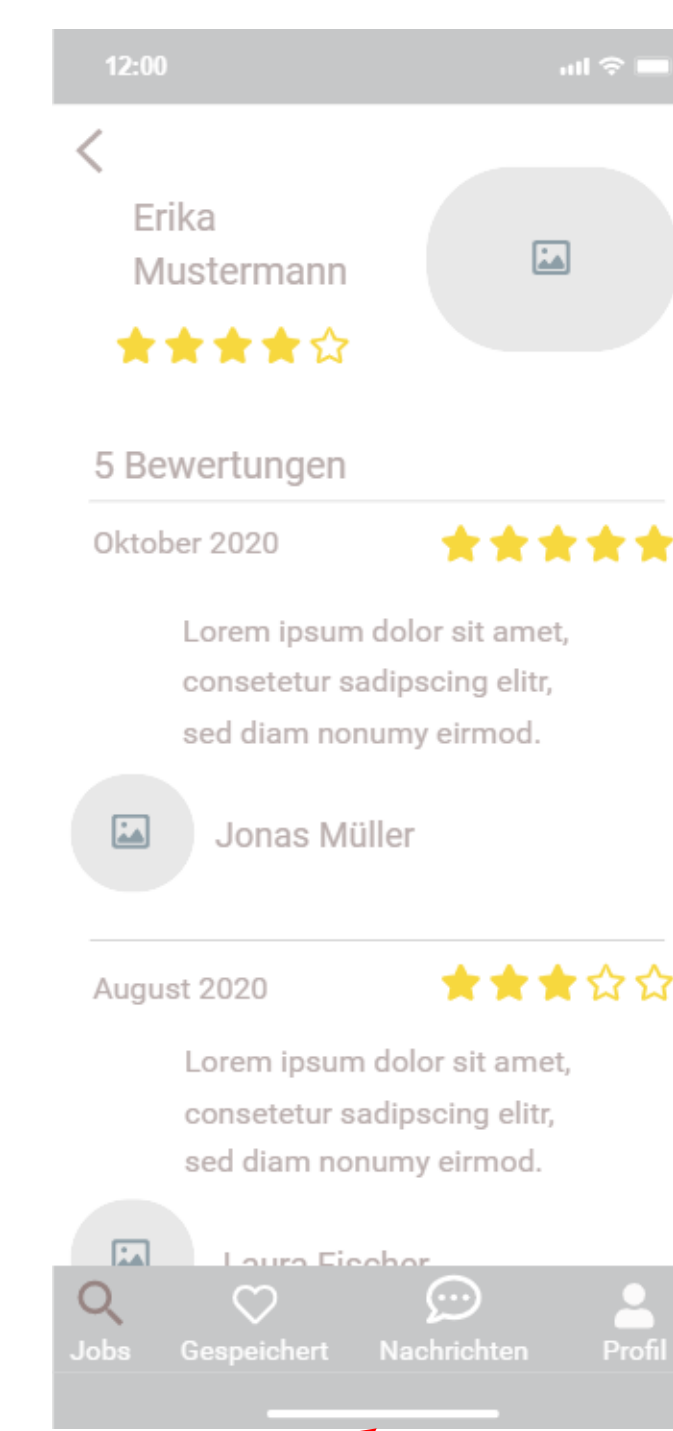 12:00
Erika
Mustermann
5 Bewertungen
Oktober 2020
Lorem ipsum dolor sit amet,
consetetur sadipscing elitr,
sed diam nonumy eirmod.
Jonas Müller
August 2020
Lorem ipsum dolor sit amet,
consetetur sadipscing elitr,
sed diam nonumy eirmod.
Laura Fischer
Jobs Gespeichert Nachrichten Profil